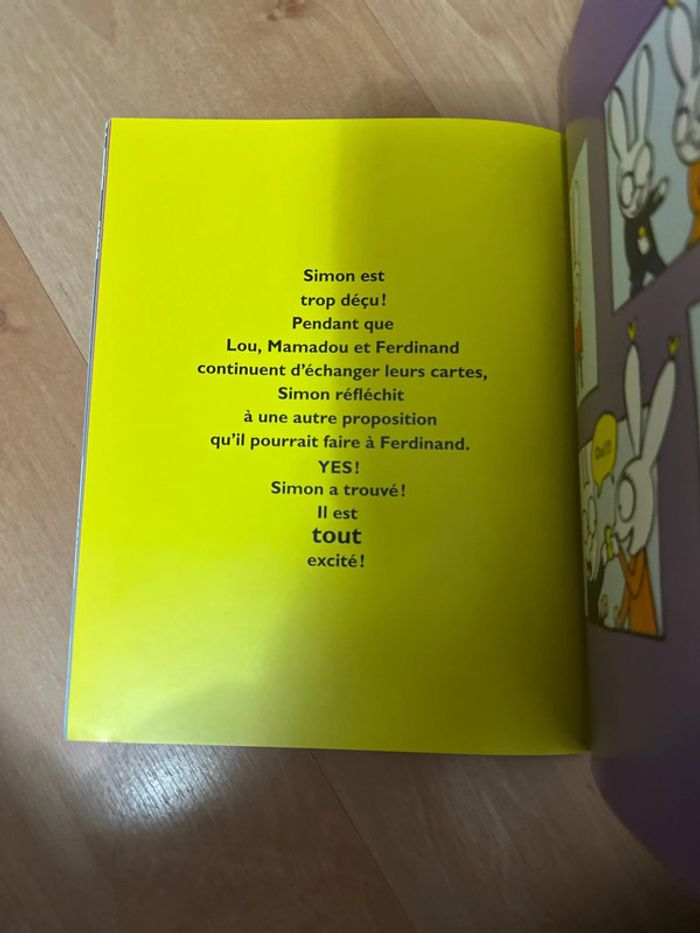 Simon est
trop déçu !
Pendant que
Lou, Mamadou et Ferdinand
continuent d'échanger leurs cartes,
Simon réfléchit
à une autre proposition
qu'il pourrait faire à Ferdinand.
YES !
Simon a trouvé !
Il est
tout
excité !